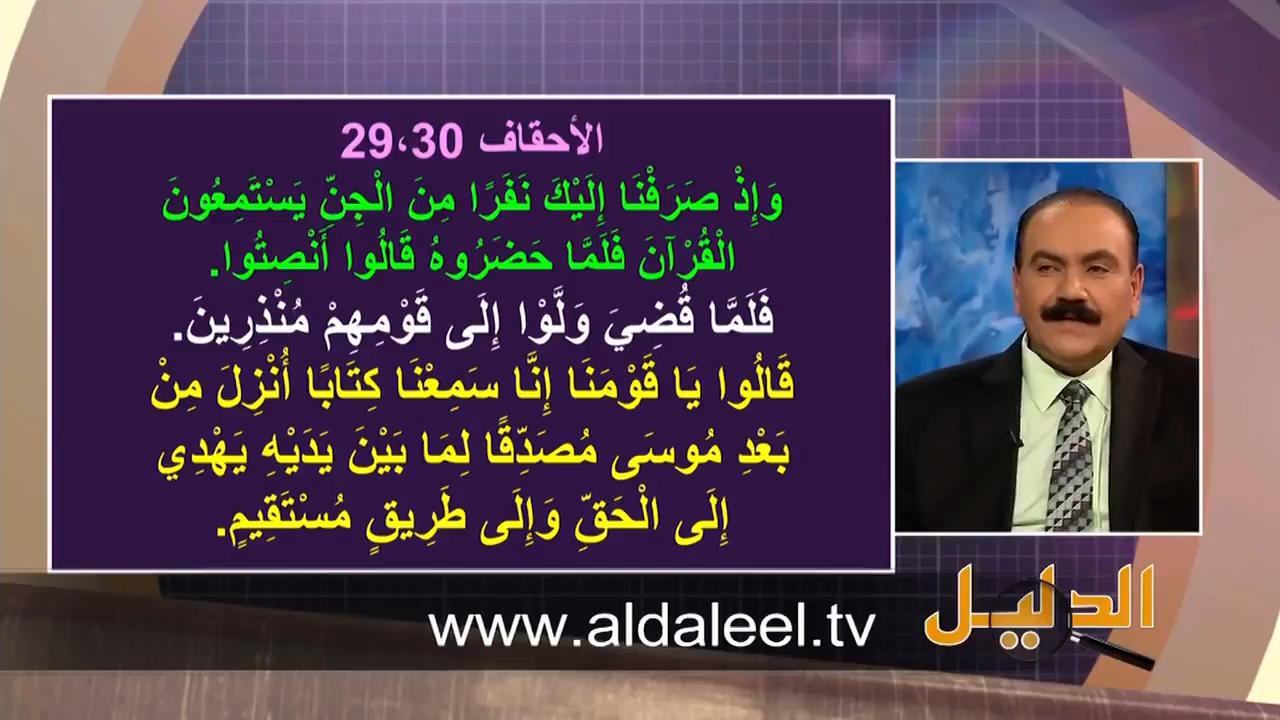 الأحقاف 29،30
وَإِذْ صَرَفْنَا إِلَيْكَ نَفَرًا مِنَ الْجِنِّ يَسْتَمِعُونَ
الْقُرْآنَ فَلَمَّا حَضَرُوهُ قَالُوا أَنْصِتُوا.
فَلَمَّا قُضِيَ وَلَّوْا إِلَى قَوْمِهِمْ مُنْذِرِينَ.
قَالُوا يَا قَوْمَنَا إِنَّا سَمِعْنَا كِتَابًا أُنْزِلَ مِنْ
بَعْدِ مُوسَى مُصَدِّقًا لِمَا بَيْنَ يَدَيْهِ يَهْدِي
إِلَى الْحَقِّ وَإِلَى طَرِيقٍ مُسْتَقِيمٍ.
الدليل
www.aldaleel.tv